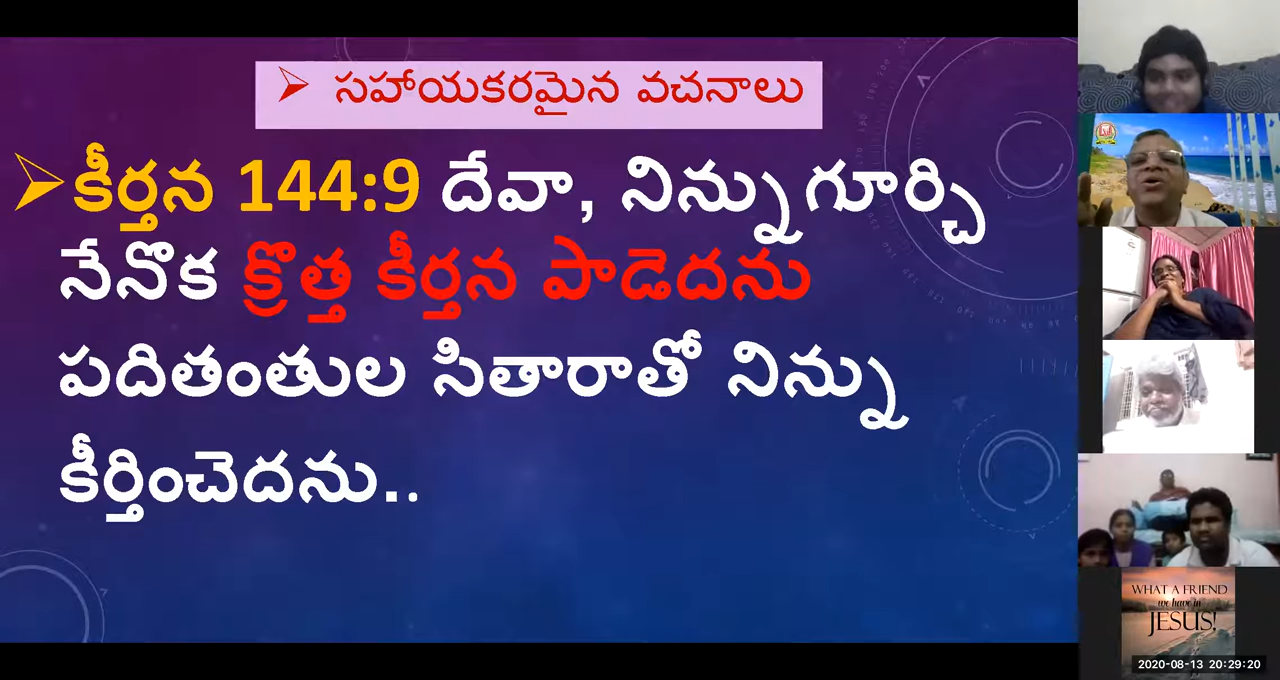 సహాయకరమైన వచనాలు
కీర్తన 144:9 దేవా, నిన్నుగూర్చి
నేనొక క్రొత్త కీర్తన పాడెదను
పదితంతుల సితారాతో నిన్ను
కీర్తించెదను..
WHAT A FRIEND
we have in
JESUS!
2020-08-13 20:29:20